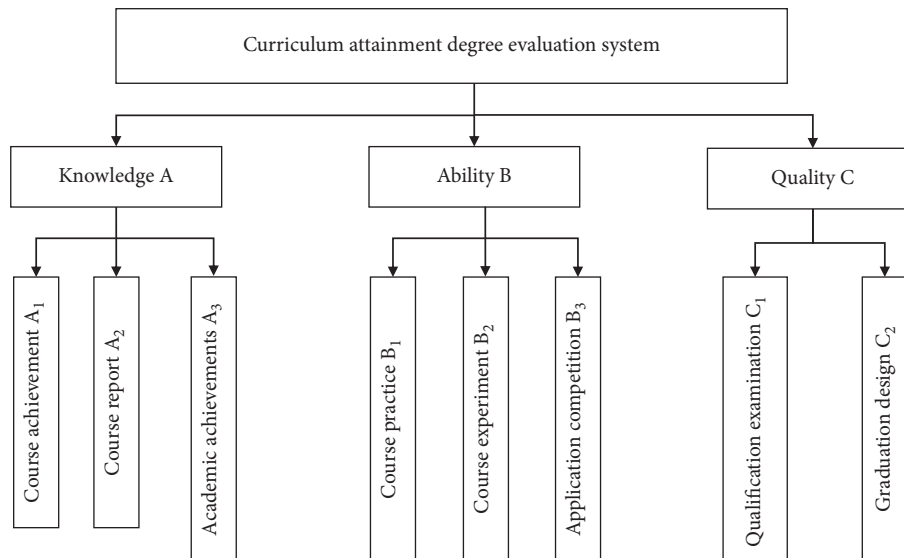 Curriculum attainment degree evaluation system
Knowledge A
Ability B
Quality C
Course achievement A₁
Course report A₂
Academic achievements A₃
Course practice B₁
Course experiment B₂
Application competition B₃
Qualification examination C₁
Graduation design C₂